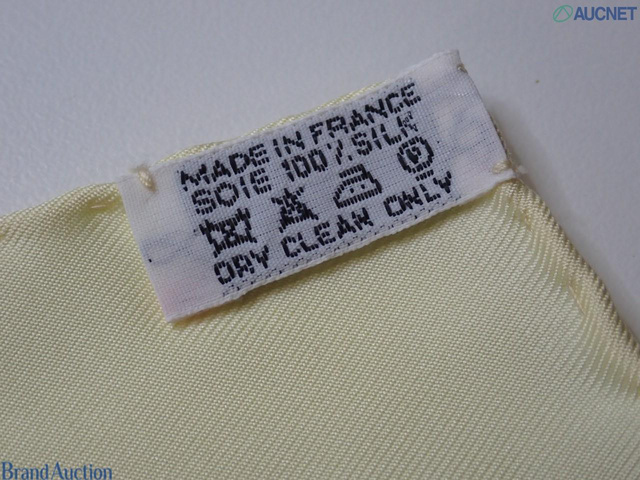 AUCNET
MADE IN FRANCE
SOIE 100% SILK
P
DRY CLEAN ONLY
Brand Auction